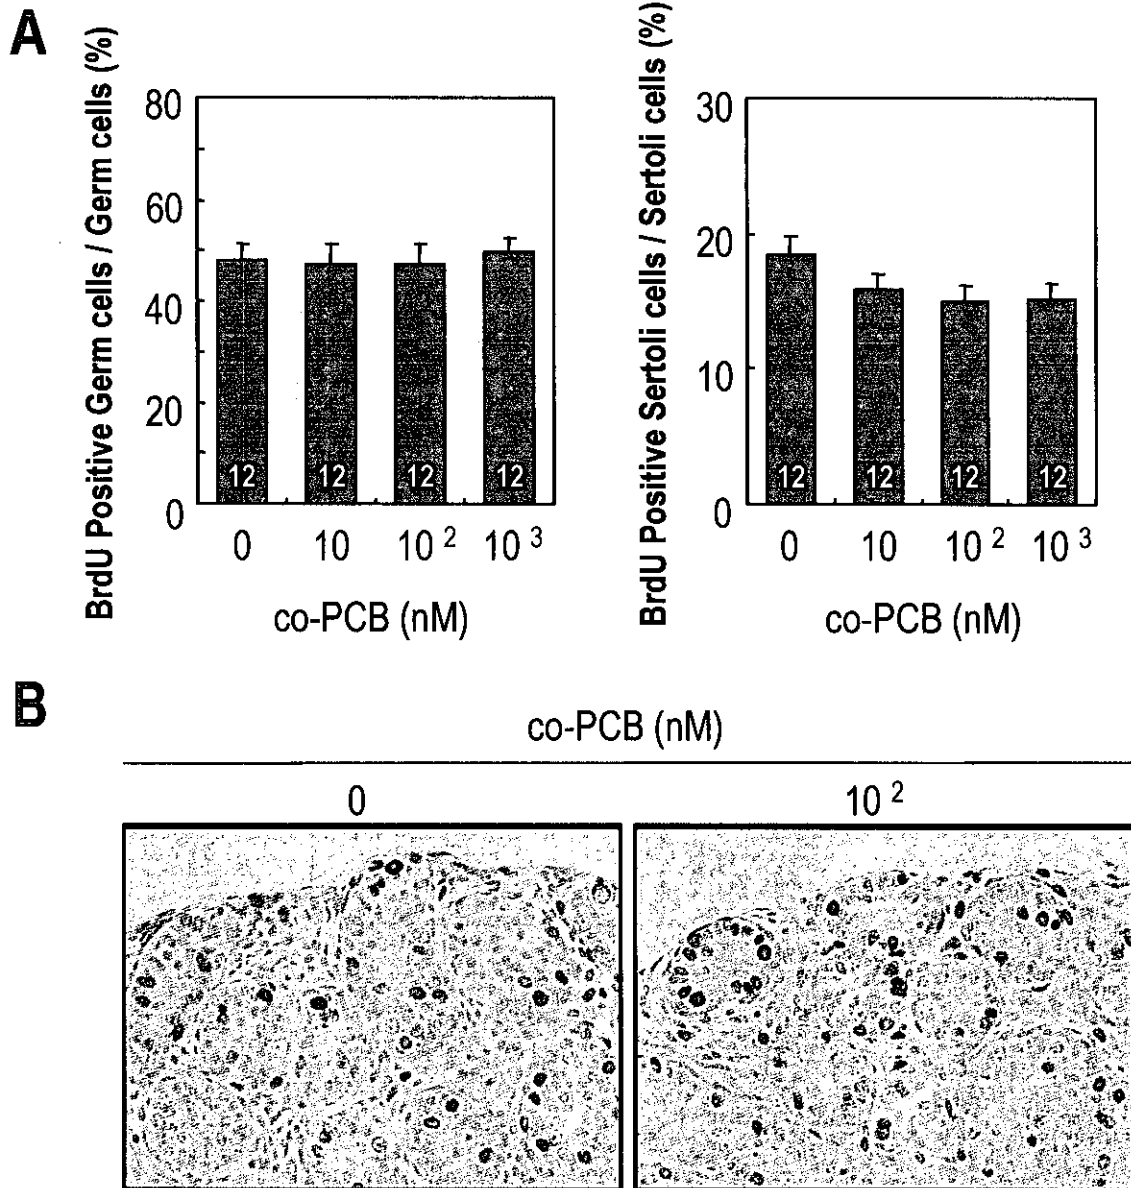 A
BrdU Positive Germ cells / Germ cells (%)
80
60
40
20
0
12 12 12 12
0 10 10 2 10 3
co-PCB (nM)
BrdU Positive Sertoli cells / Sertoli cells (%)
30
20
10
0
12 12 12 12
0 10 10 2 10 3
co-PCB (nM)
B
co-PCB (nM)
0 10 2